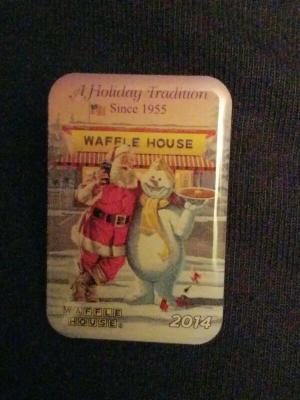 A Holiday Tradition
Since 1955
WAFFLE HOUSE
WAFFLE
HOUSE®
2014